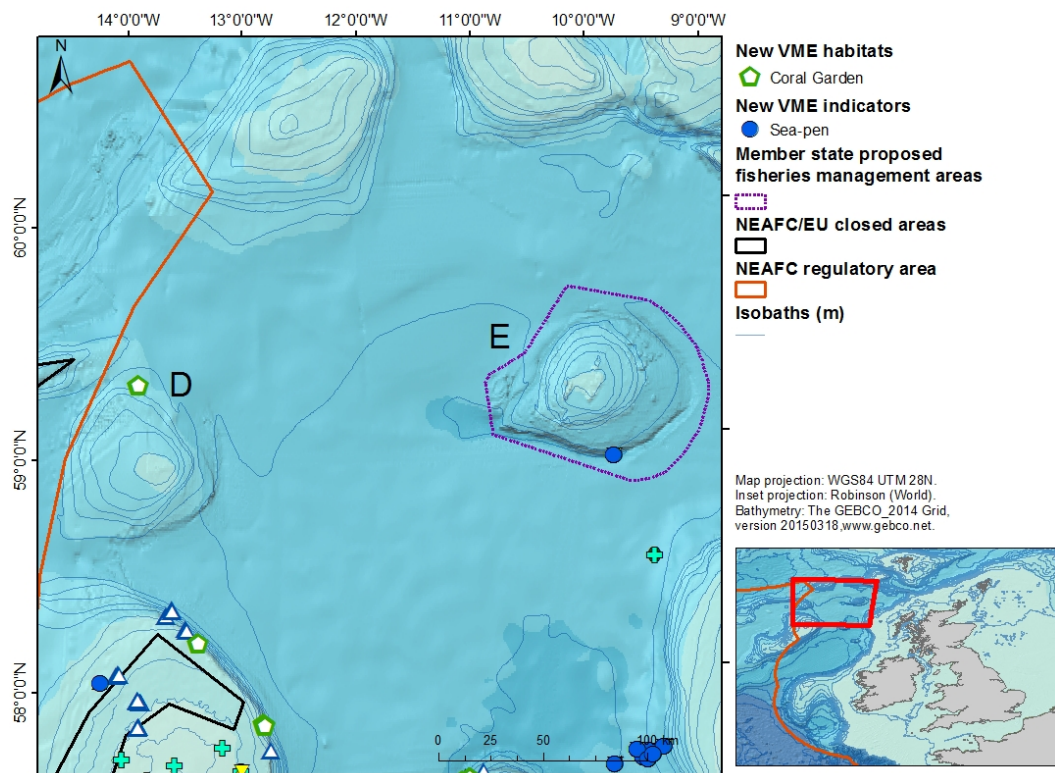 14°0'0"W 13°0'0"W 12°0'0"W 11°0'0"W 10°0'0"W 9°0'0"W
N
60°0'0"N
59°0'0"N
58°0'0"N
D
E
0 25 50 100 km
New VME habitats
Coral Garden
New VME indicators
Sea-pen
Member state proposed
fisheries management areas
NEAFC/EU closed areas
NEAFC regulatory area
Isobaths (m)
Map projection: WGS84 UTM 28N.
Inset projection: Robinson (World).
Bathymetry: The GEBCO_2014 Grid,
version 20150318,www.gebco.net.